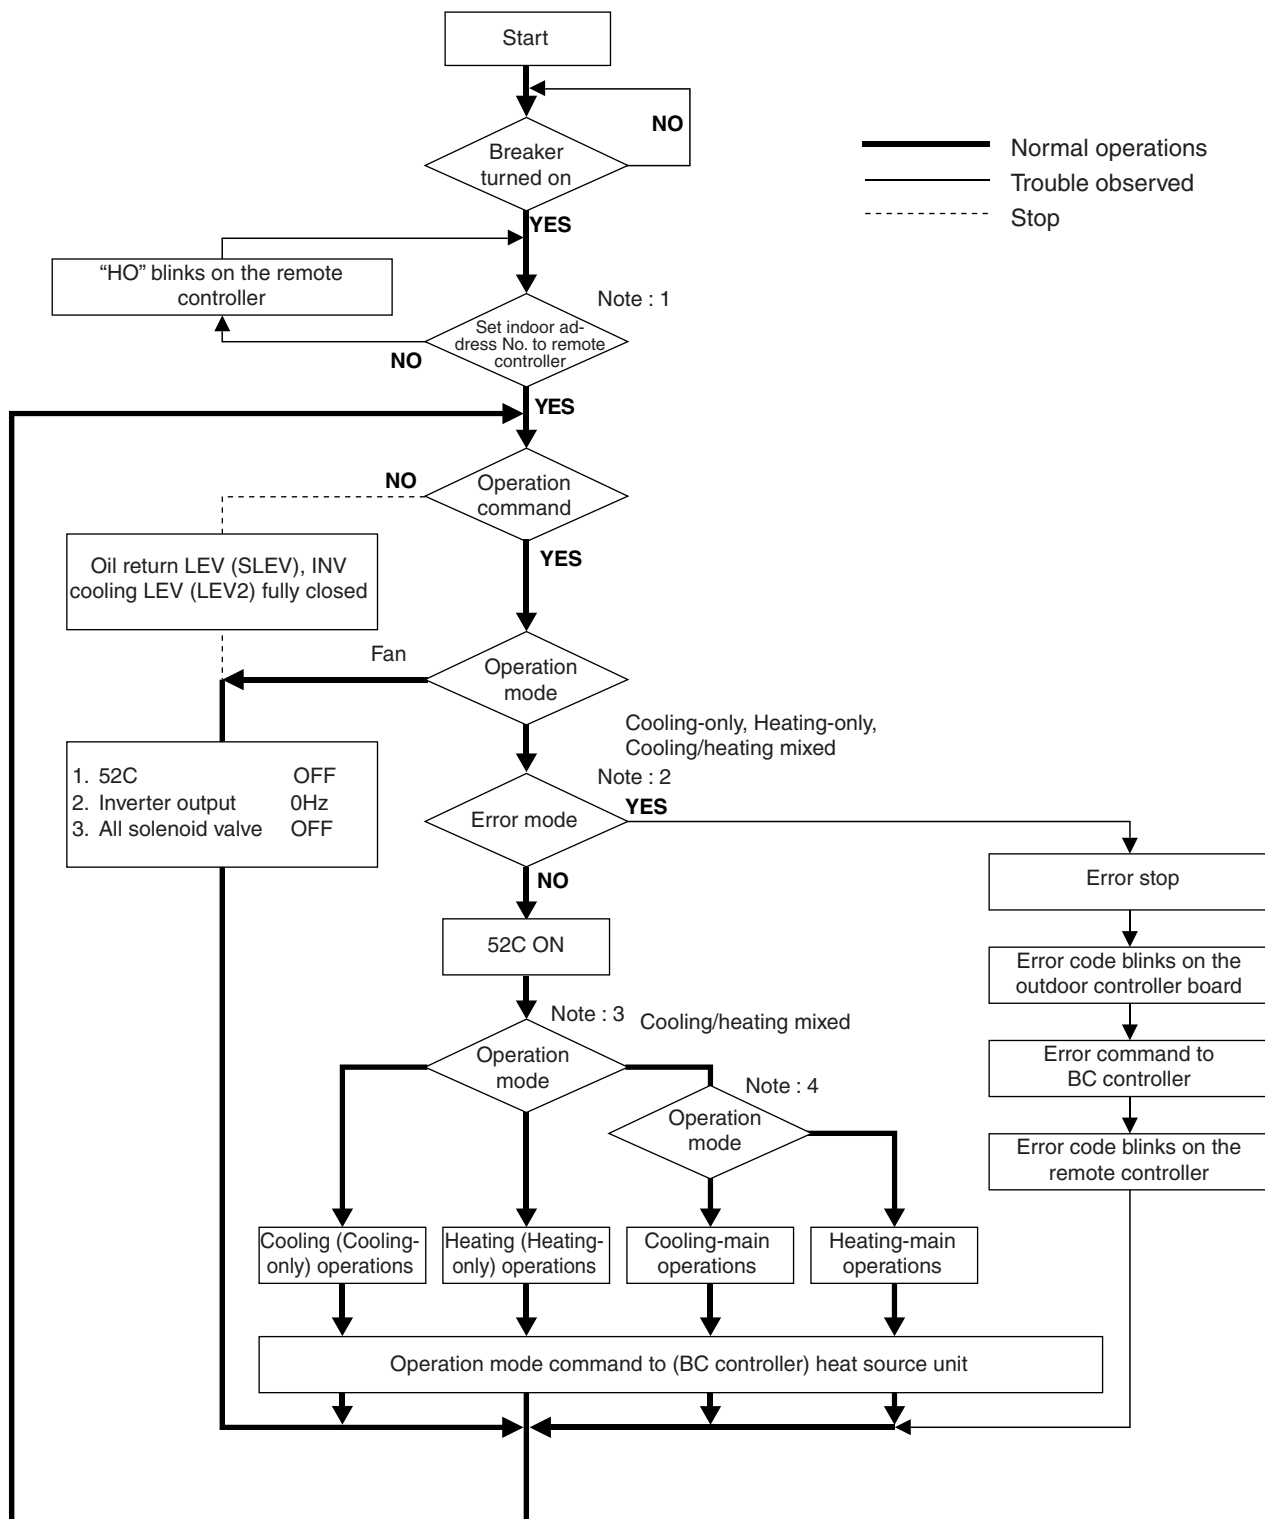 Start
NO
Breaker
turned on
Normal operations
Trouble observed
Stop
YES
“HO” blinks on the remote
controller
Note : 1
Set indoor ad-
dress No. to remote
controller
NO
YES
NO
Operation
command
Oil return LEV (SLEV), INV
cooling LEV (LEV2) fully closed
YES
Fan
Operation
mode
Cooling-only, Heating-only,
Cooling/heating mixed
Note : 2
1. 52C OFF
2. Inverter output 0Hz
3. All solenoid valve OFF
YES
Error mode
NO
Error stop
52C ON
Error code blinks on the
outdoor controller board
Note : 3
Cooling/heating mixed
Operation
mode
Error command to
BC controller
Note : 4
Operation
mode
Error code blinks on the
remote controller
Cooling (Cooling-
only) operations
Heating (Heating-
only) operations
Cooling-main
operations
Heating-main
operations
Operation mode command to (BC controller) heat source unit